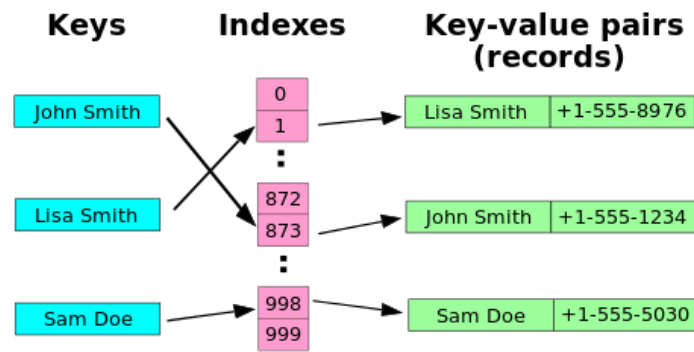 Keys
Indexes
Key-value pairs
(records)
John Smith
Lisa Smith
Sam Doe
0
1
:
872
873
:
998
999
Lisa Smith +1-555-8976
John Smith +1-555-1234
Sam Doe +1-555-5030